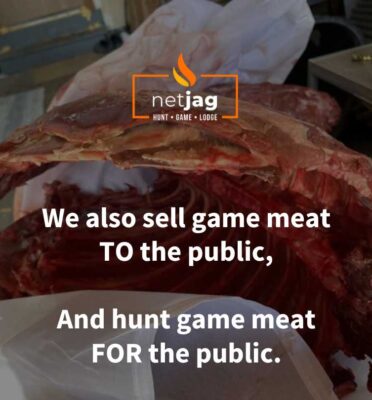 netjag
HUNT • GAME • LODGE
We also sell game meat
TO the public,
And hunt game meat
FOR the public.